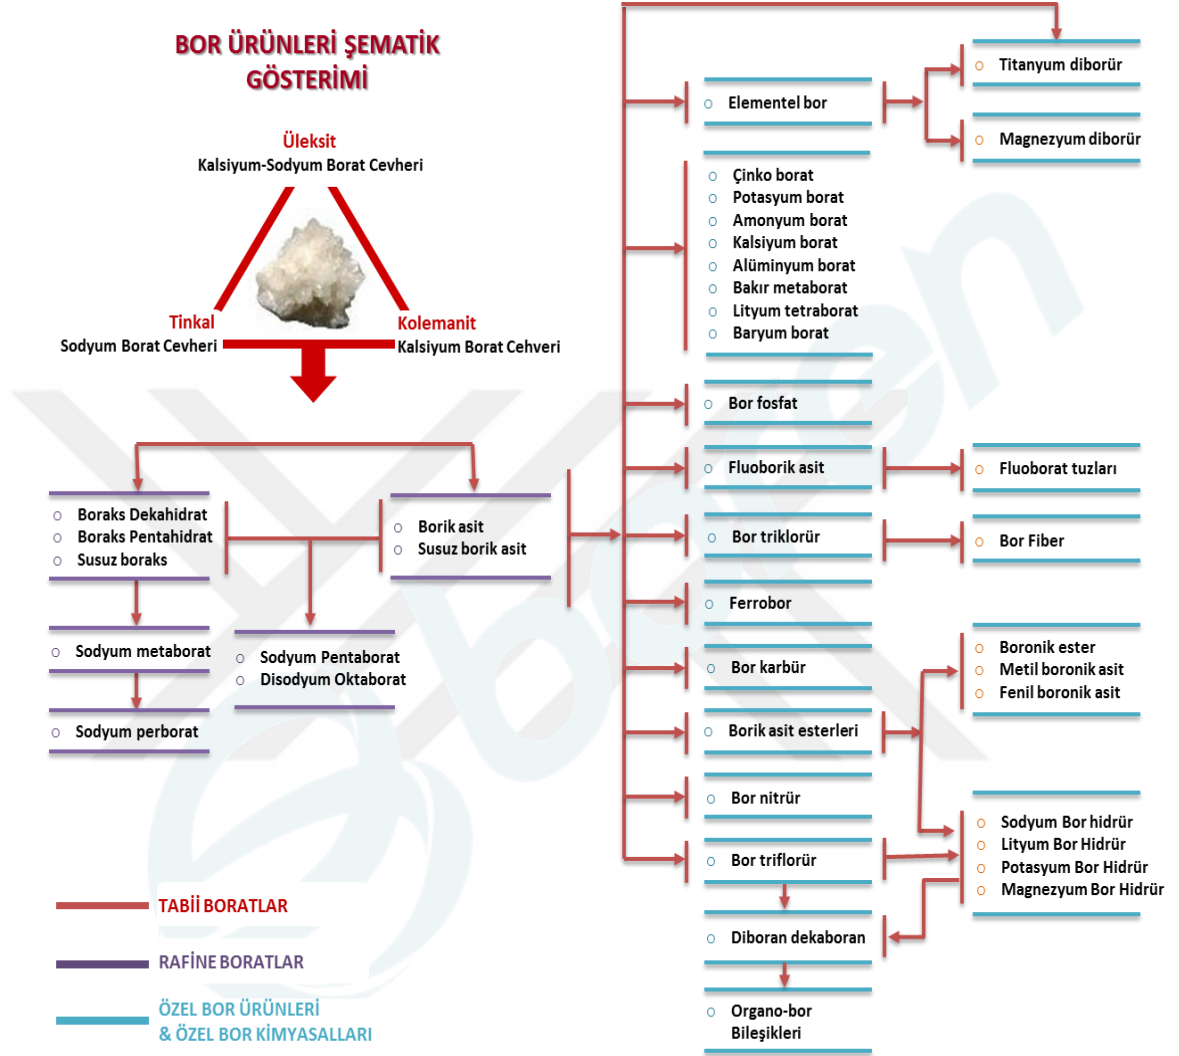 BOR ÜRÜNLERİ ŞEMATİK
GÖSTERİMİ
Üleksit
Kalsiyum-Sodyum Borat Cevheri
Tinkal
Sodyum Borat Cevheri
Kolemanit
Kalsiyum Borat Cehveri
Boraks Dekahidrat
Boraks Pentahidrat
Susuz boraks
Borik asit
Susuz borik asit
Sodyum metaborat
Sodyum Pentaborat
Disodyum Oktaborat
Sodyum perborat
Elementel bor
Titanyum diborür
Magnezyum diborür
Çinko borat
Potasyum borat
Amonyum borat
Kalsiyum borat
Alüminyum borat
Bakır metaborat
Lityum tetraborat
Baryum borat
Bor fosfat
Fluoborik asit
Fluoborat tuzları
Bor triklorür
Bor Fiber
Ferrobor
Bor karbür
Borik asit esterleri
Boronik ester
Metil boronik asit
Fenil boronik asit
Bor nitrür
Bor triflorür
Sodyum Bor hidrür
Lityum Bor Hidrür
Potasyum Bor Hidrür
Magnezyum Bor Hidrür
Diboran dekaboran
Organo-bor
Bileşikleri
TABİİ BORATLAR
RAFİNE BORATLAR
ÖZEL BOR ÜRÜNLERİ
& ÖZEL BOR KİMYASALLARI
boren